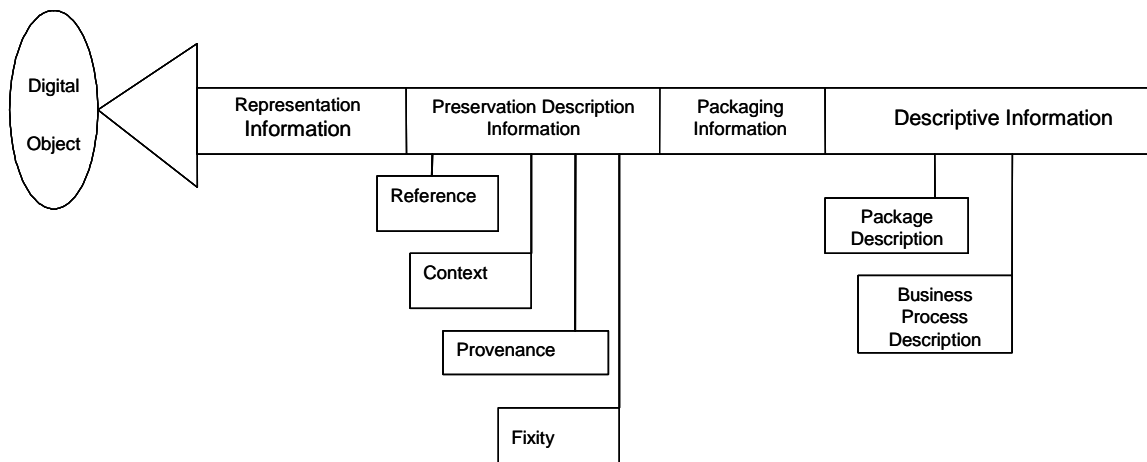 Digital
Object
Representation
Information
Preservation Description
Information
Packaging
Information
Descriptive Information
Reference
Context
Provenance
Fixity
Package
Description
Business
Process
Description